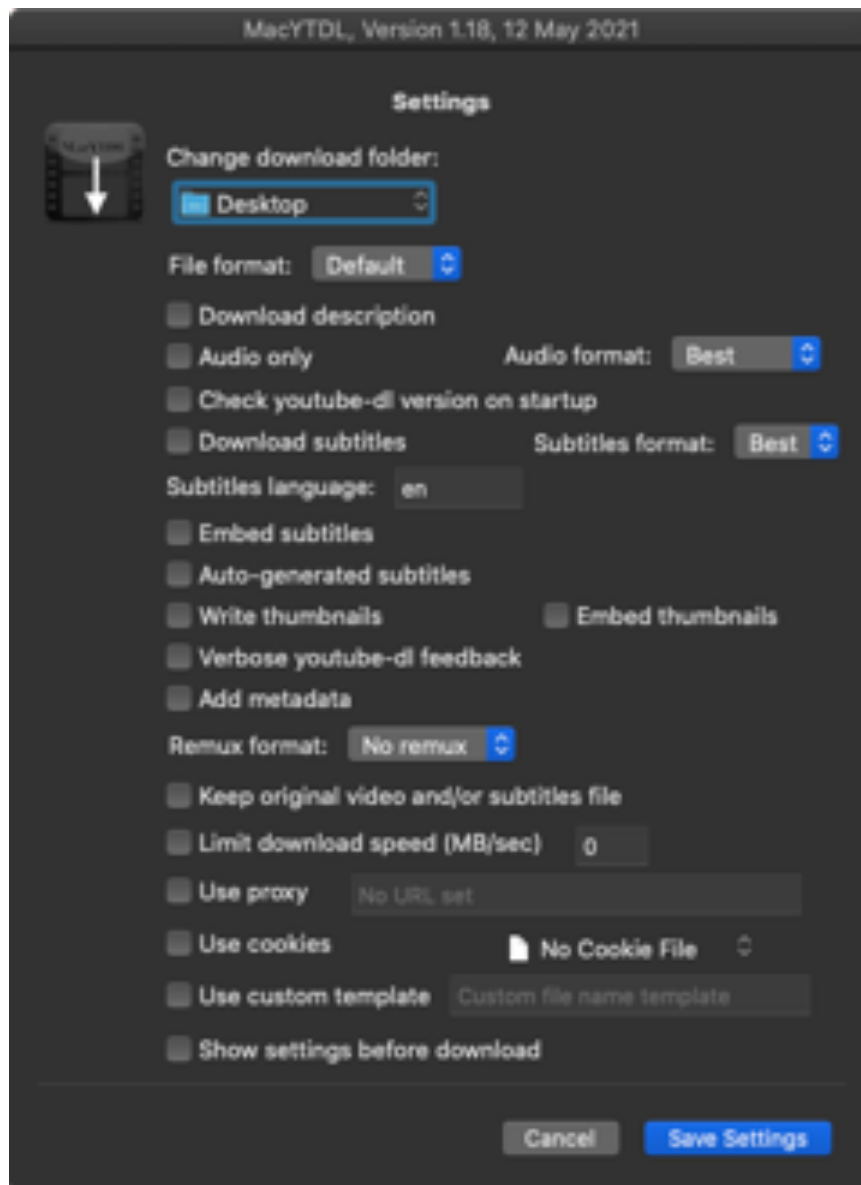 MacYTDL, Version 1.18, 12 May 2021
Settings
Change download folder:
Desktop
File format: Default
Download description
Audio only Audio format: Best
Check youtube-dl version on startup
Download subtitles Subtitles format: Best
Subtitles language: en
Embed subtitles
Auto-generated subtitles
Write thumbnails Embed thumbnails
Verbose youtube-dl feedback
Add metadata
Remux format: No remux
Keep original video and/or subtitles file
Limit download speed (MB/sec) 0
Use proxy No URL set
Use cookies No Cookie File
Use custom template Custom file name template
Show settings before download
Cancel Save Settings